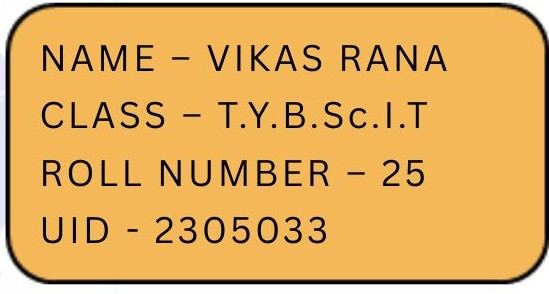 NAME – VIKAS RANA
CLASS – T.Y.B.Sc.I.T
ROLL NUMBER – 25
UID - 2305033